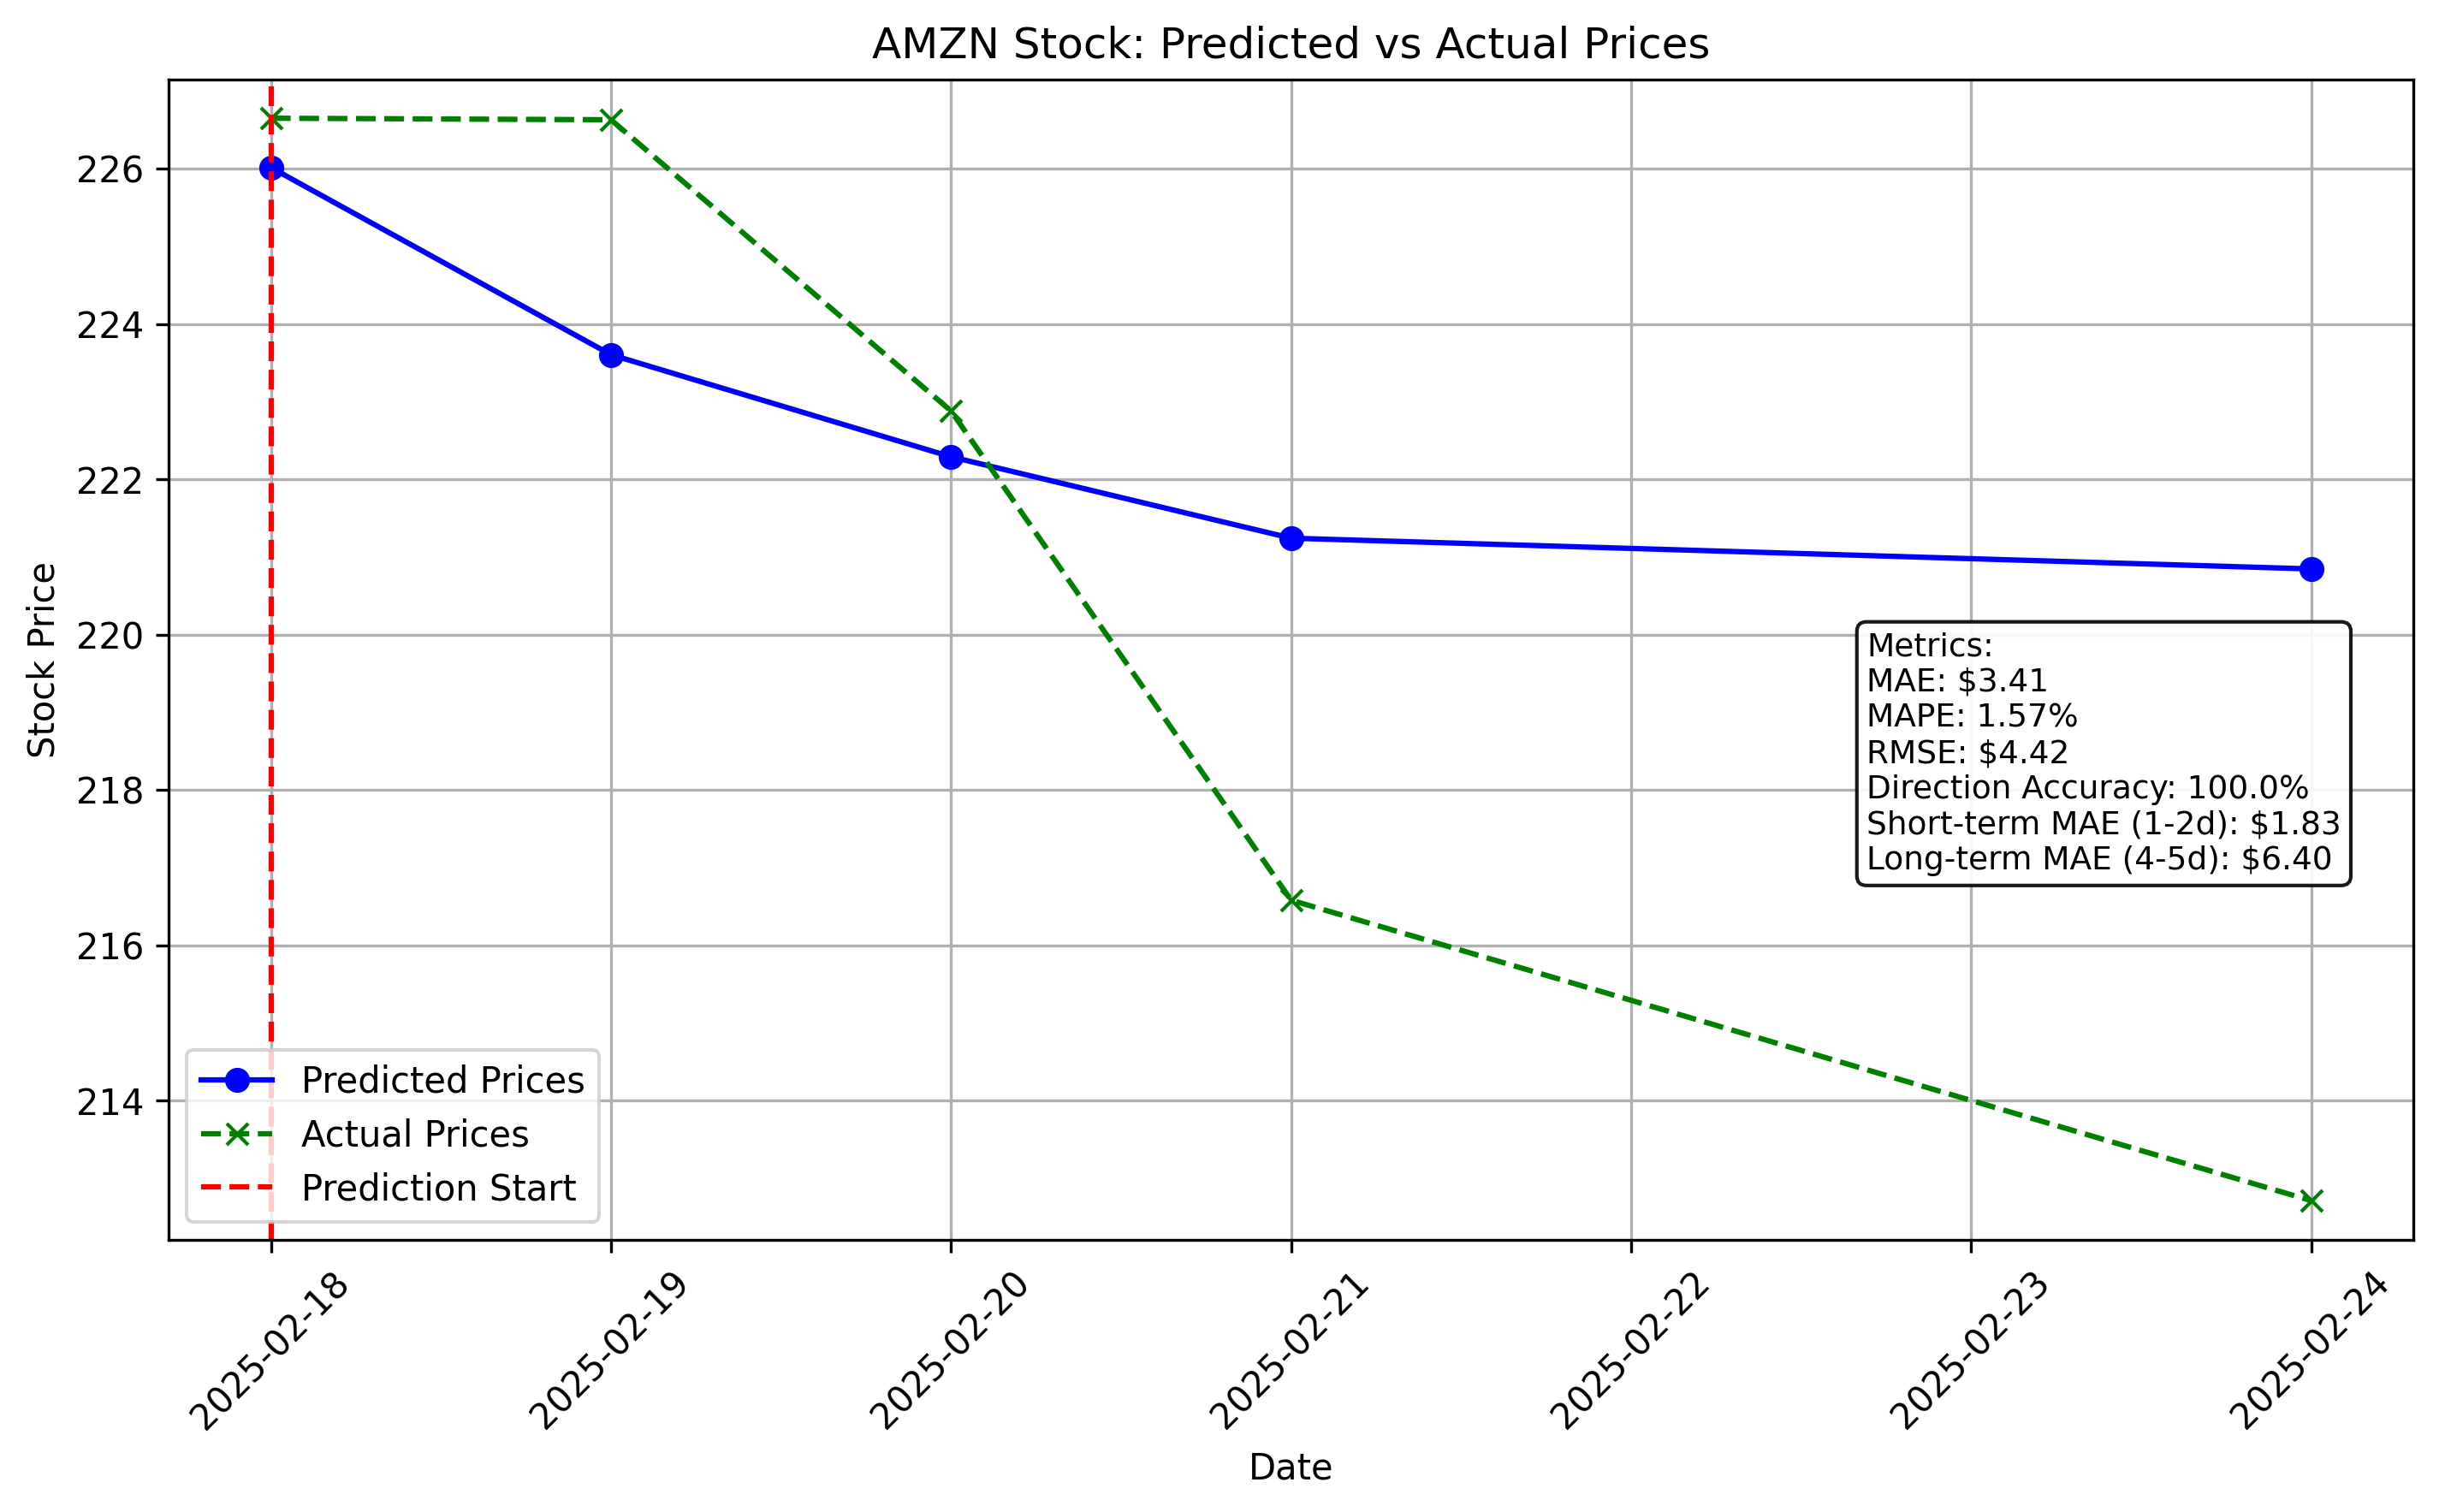 AMZN Stock: Predicted vs Actual Prices
Stock Price
226
224
222
220
218
216
214
Metrics:
MAE: $3.41
MAPE: 1.57%
RMSE: $4.42
Direction Accuracy: 100.0%
Short-term MAE (1-2d): $1.83
Long-term MAE (4-5d): $6.40
Predicted Prices
Actual Prices
Prediction Start
2025-02-18
2025-02-19
2025-02-20
2025-02-21
2025-02-22
2025-02-23
2025-02-24
Date